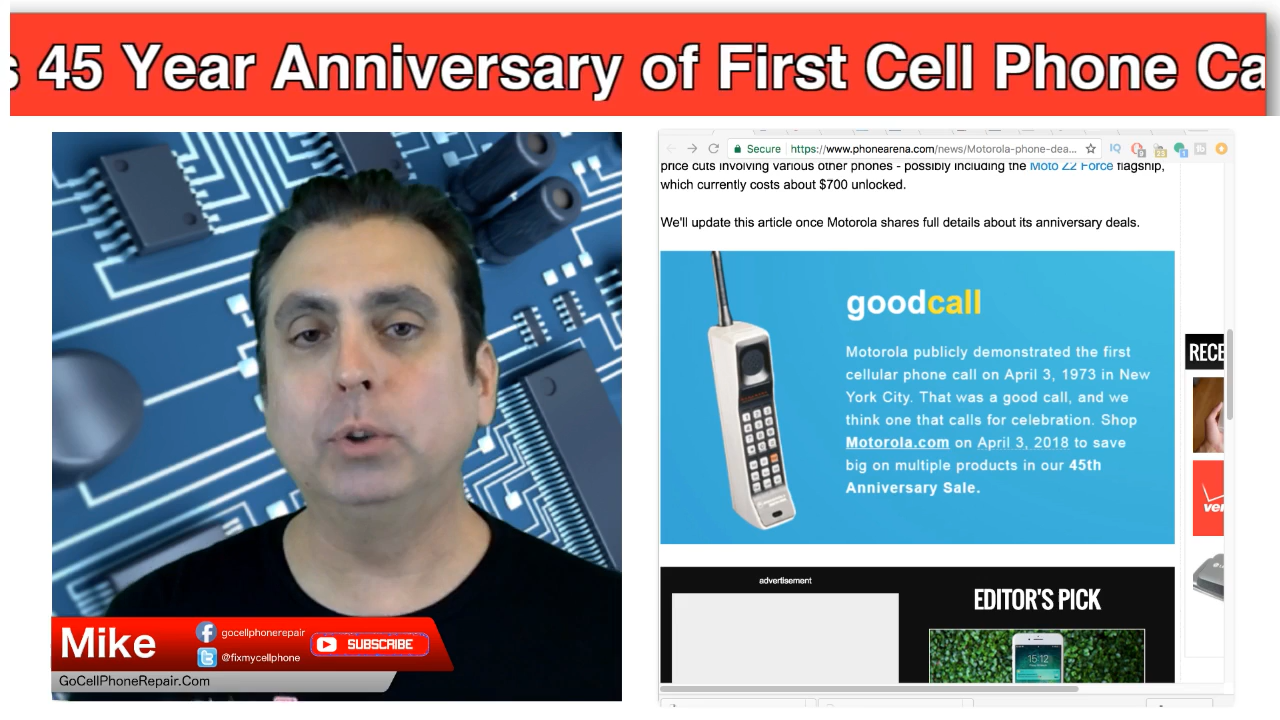 45 Year Anniversary of First Cell Phone
Secure https://www.phonearena.com/news/Motorola-phone-dea...
price cuts involving various other phones - possibly including the Moto Z2 Force flagship,
which currently costs about $700 unlocked.
We'll update this article once Motorola shares full details about its anniversary deals.
goodcall
Motorola publicly demonstrated the first
cellular phone call on April 3, 1973 in New
York City. That was a good call, and we
think one that calls for celebration. Shop
Motorola.com on April 3, 2018 to save
big on multiple products in our 45th
Anniversary Sale.
RECE
ver
advertisement
EDITOR'S PICK
15:12
Mike
gocellphonerepair
@fixmycellphone
SUBSCRIBE
GoCellPhoneRepair.Com